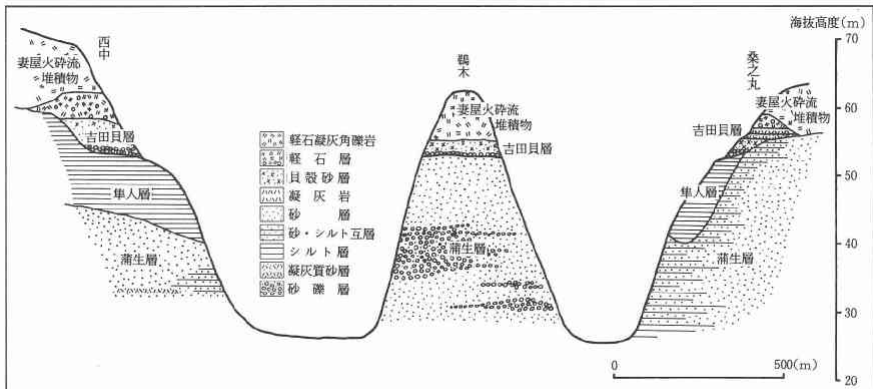 海抜高度(m)
70
60
50
40
30
20
西中
妻屋火砕流
堆積物
吉田貝層
隼人層
蒲生層
軽石凝灰角礫岩
軽石層
貝殻砂層
凝灰岩
砂層
砂・シルト互層
シルト層
凝灰質砂層
砂礫層
鵜木
妻屋火砕流
堆積物
吉田貝層
蒲生層
桑之丸
妻屋火砕流
堆積物
吉田貝層
隼人層
蒲生層
0 500(m)